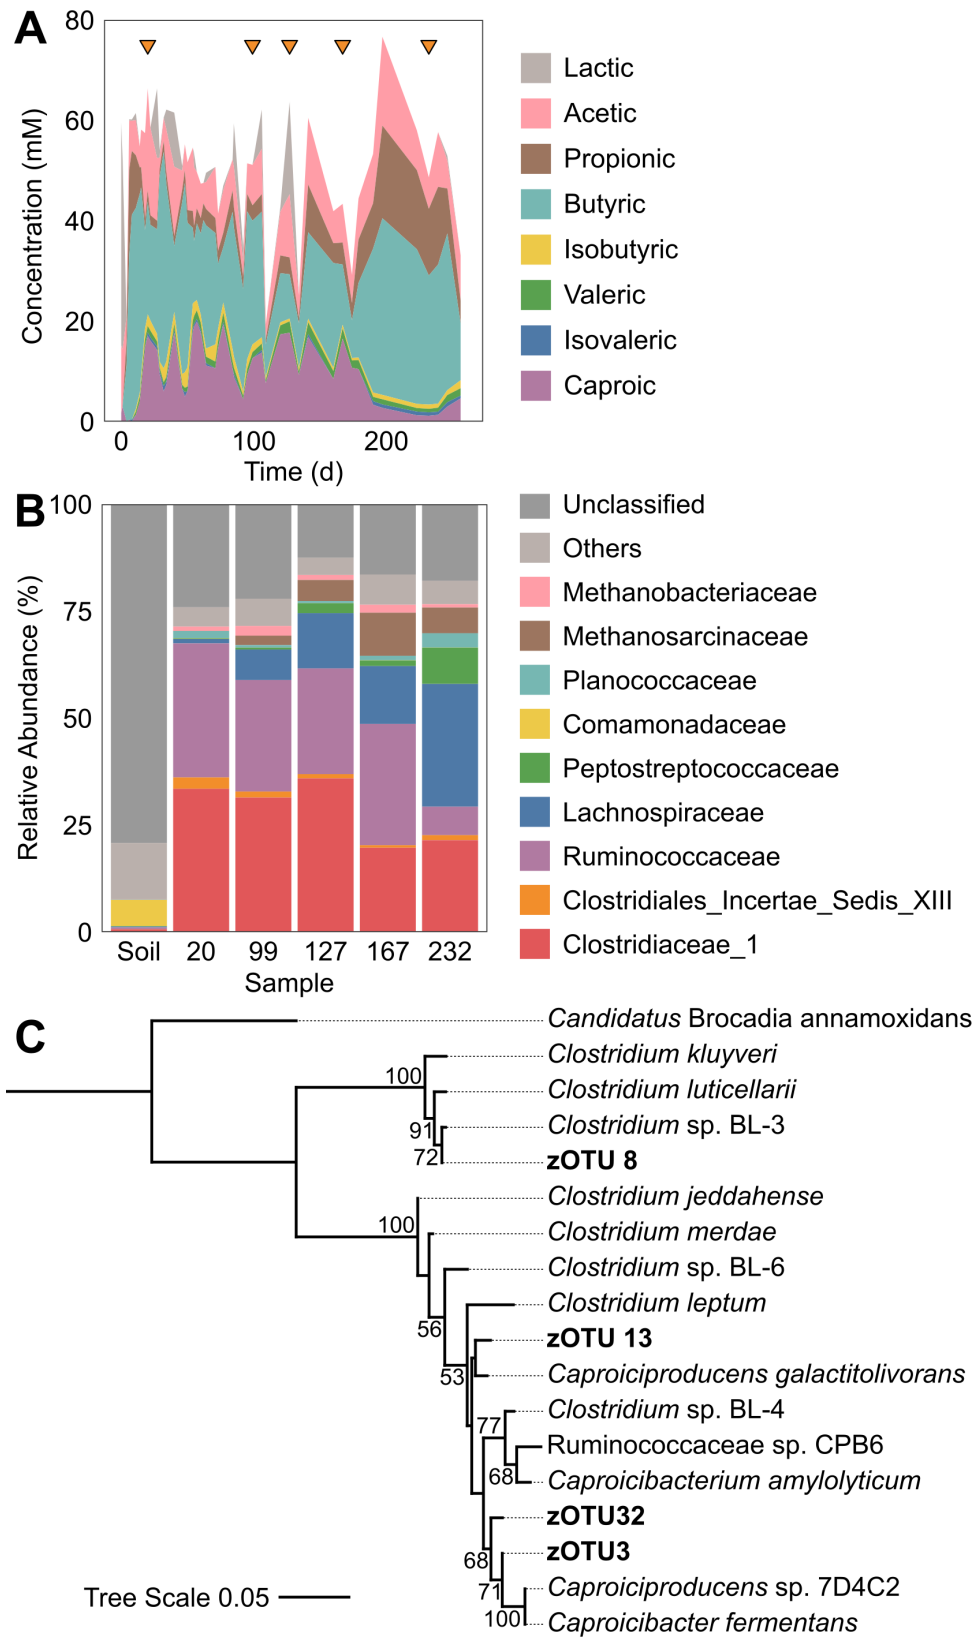 A
80
60
40
20
0
Concentration (mM)
0 100 200
Time (d)
Lactic
Acetic
Propionic
Butyric
Isobutyric
Valeric
Isovaleric
Caproic
B
100
75
50
25
0
Relative Abundance (%)
Soil 20 99 127 167 232
Sample
Unclassified
Others
Methanobacteriaceae
Methanosarcinaceae
Planococcaceae
Comamonadaceae
Peptostreptococcaceae
Lachnospiraceae
Ruminococcaceae
Clostridiales_Incertae_Sedis_XIII
Clostridiaceae_1
C
Candidatus Brocadia annamoxidans
Clostridium kluyveri
100
Clostridium luticellarii
Clostridium sp. BL-3
91
72
zOTU 8
Clostridium jeddahense
100
Clostridium merdae
Clostridium sp. BL-6
Clostridium leptum
56
zOTU 13
53
Caproiciproducens galactitolivorans
Clostridium sp. BL-4
77
Ruminococcaceae sp. CPB6
68
Caproicibacterium amylolyticum
zOTU32
zOTU3
68
71
Caproiciproducens sp. 7D4C2
100
Caproicibacter fermentans
Tree Scale 0.05